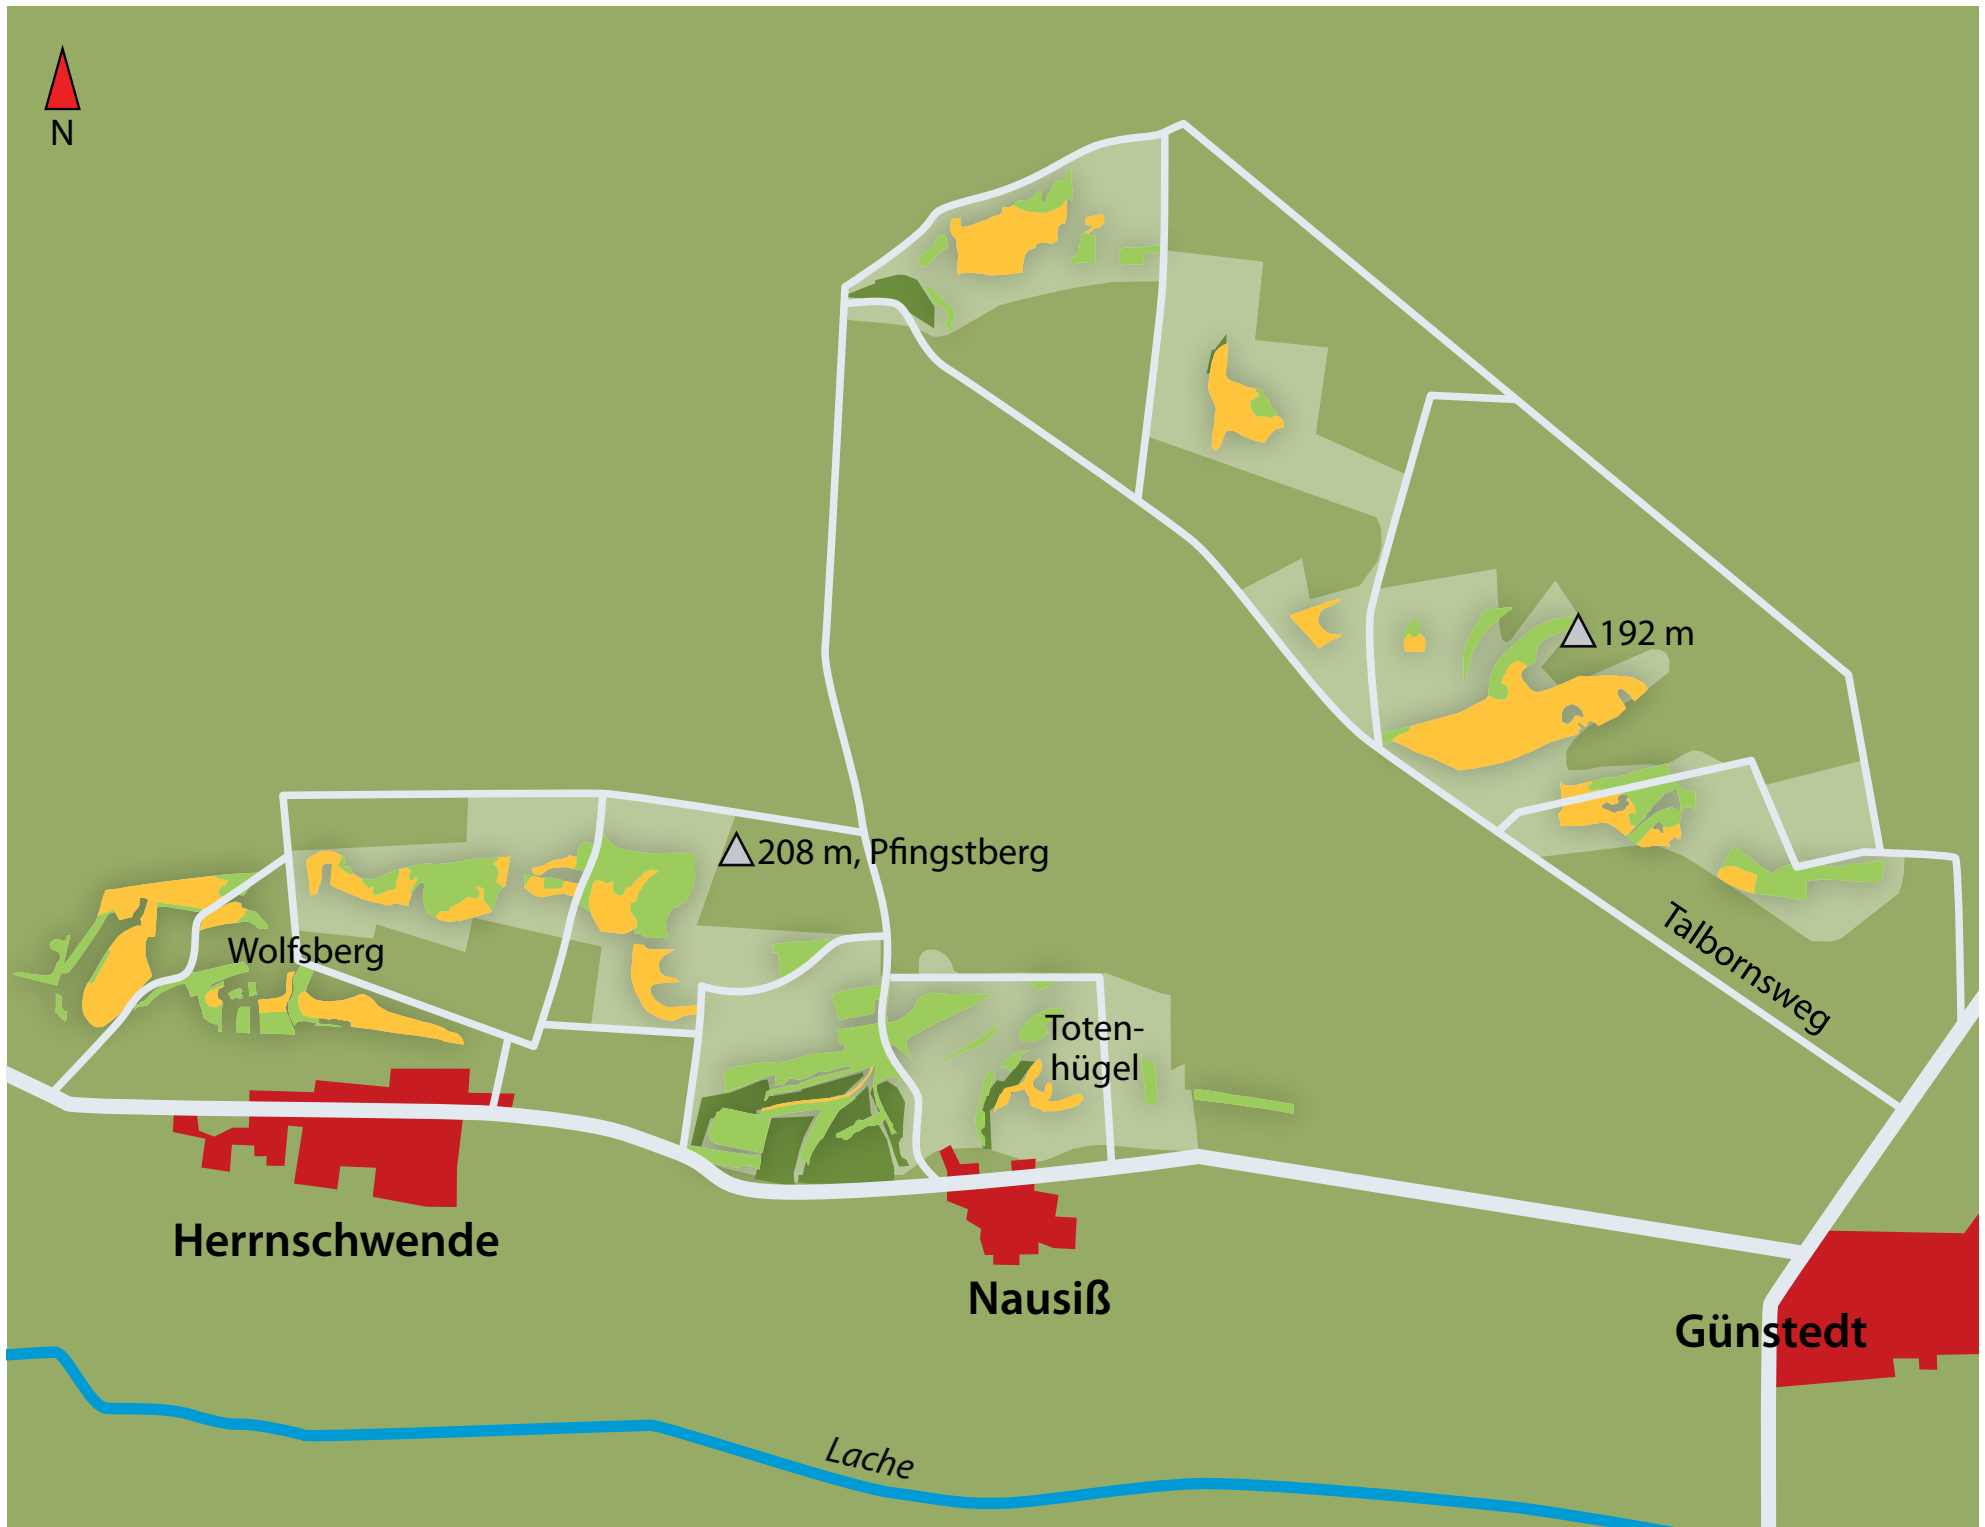 N
192 m
208 m, Pfingstberg
Talbornsweg
Wolfsberg
Toten-
hügel
Herrnschwende
Nausiß
Günstedt
Lache